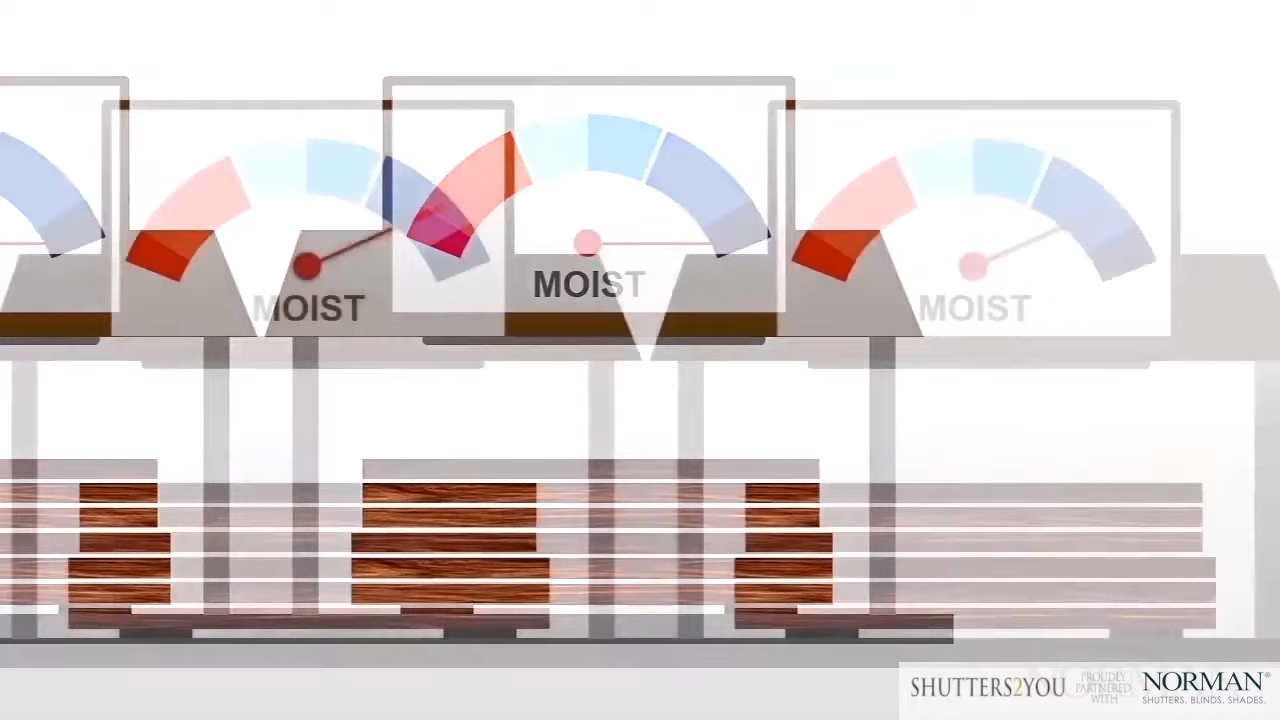 MOIST
MOIST
MOIST
SHUTTERS2YOU
PROUDLY
PARTNERED
WITH
NORMAN®
SHUTTERS. BLINDS. SHADES.